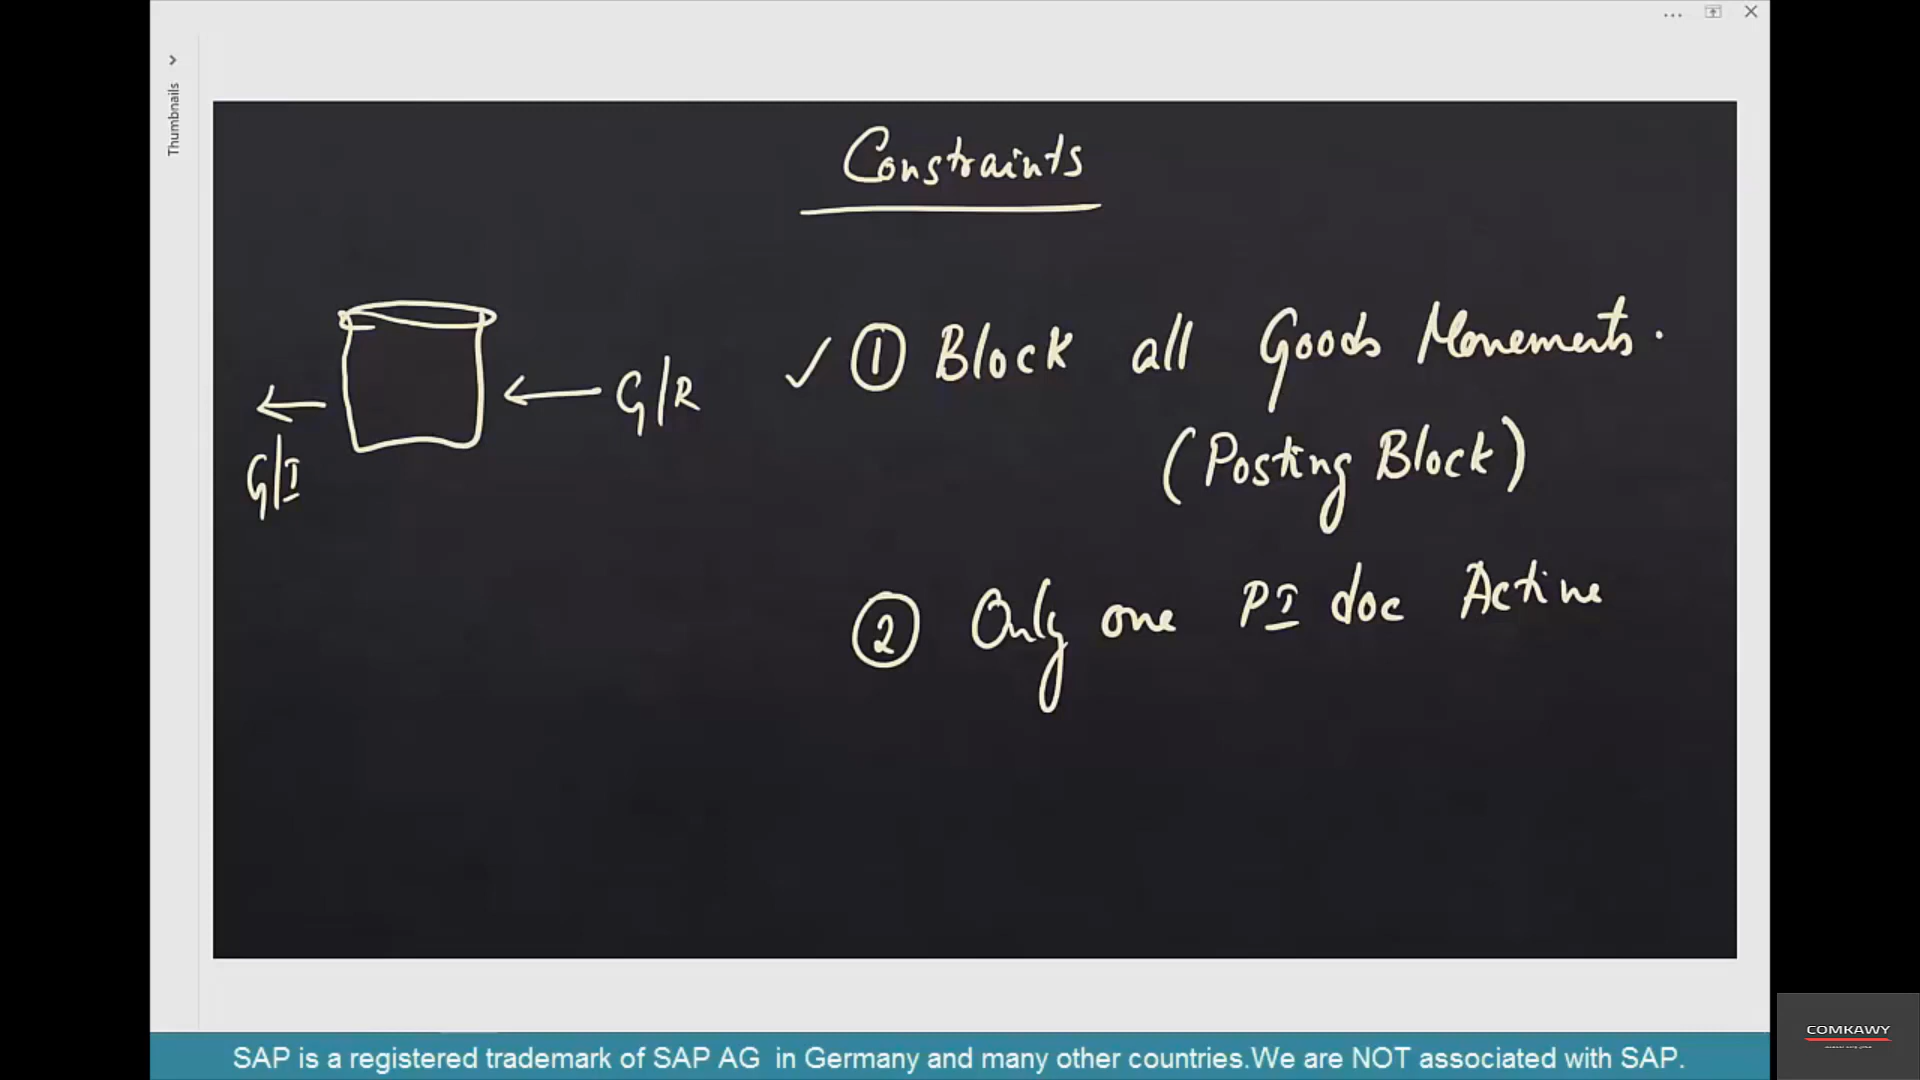 Thumbnails
Constraints
G/I
G/R
✓ 1 Block all Goods Movements.
(Posting Block)
2 Only one PI doc Active
SAP is a registered trademark of SAP AG in Germany and many other countries.We are NOT associated with SAP.
COMKAWY